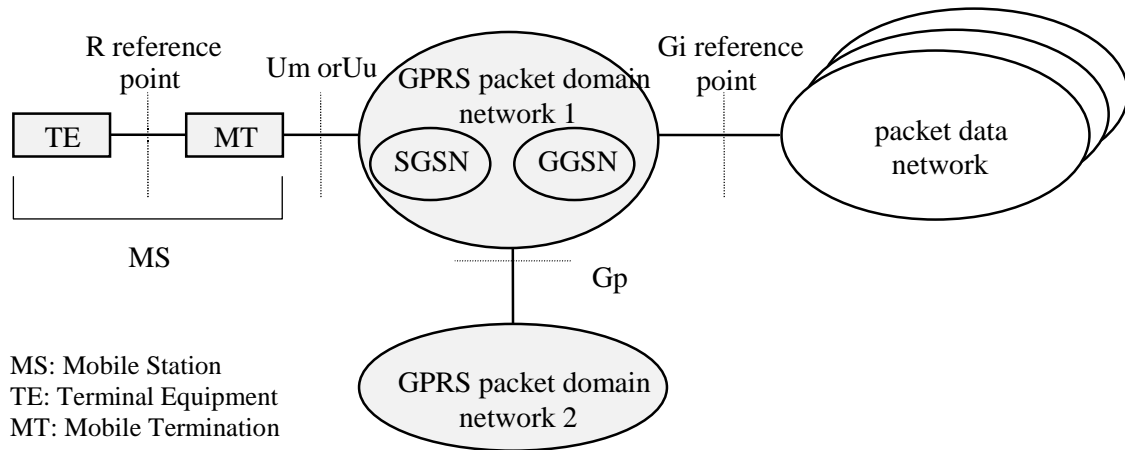 R reference
point
Um orUu
GPRS packet domain
network 1
Gi reference
point
TE
MT
SGSN
GGSN
packet data
network
MS
Gp
GPRS packet domain
network 2
MS: Mobile Station
TE: Terminal Equipment
MT: Mobile Termination